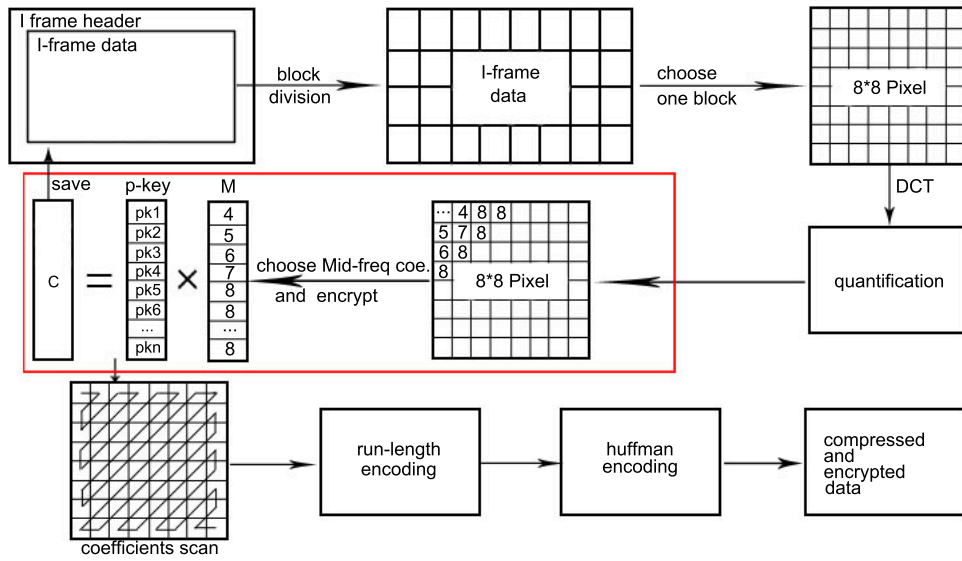 I frame header
I-frame data
block
division
I-frame
data
choose
one block
8*8 Pixel
DCT
save
p-key
M
C
=
pk1
pk2
pk3
pk4
pk5
pk6
...
pkn
×
4
5
6
7
8
8
...
8
choose Mid-freq coe.
and encrypt
... 4 8 8
5 7 8
6 8
8
8*8 Pixel
quantification
coefficients scan
run-length
encoding
huffman
encoding
compressed
and
encrypted
data